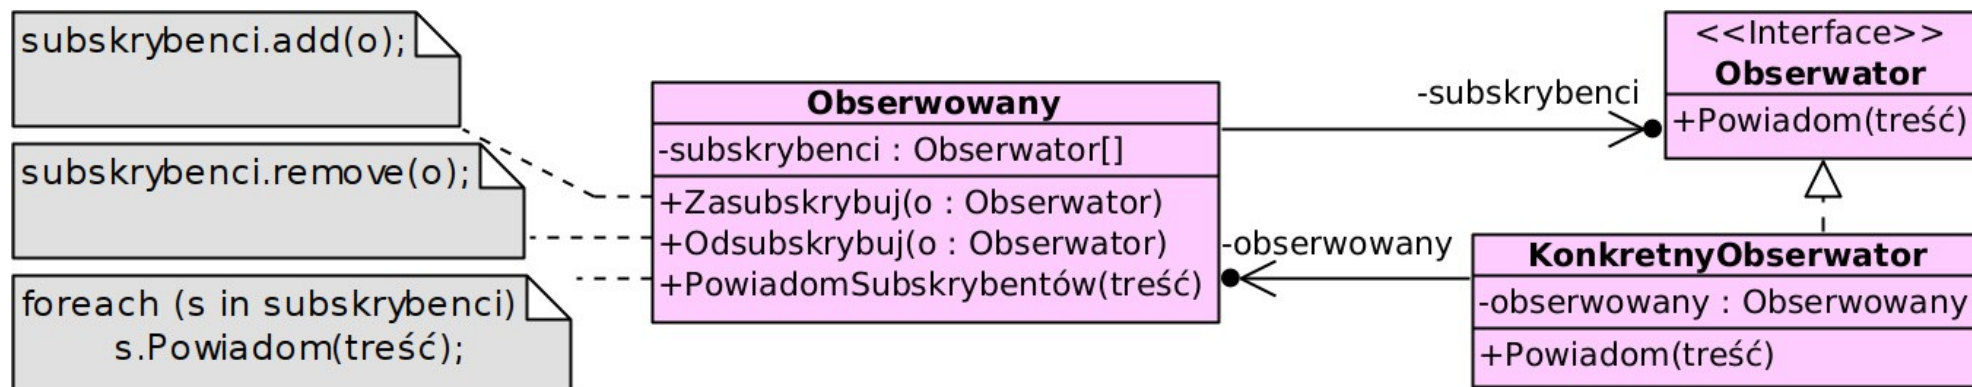 subskrybenci.add(o);
subskrybenci.remove(o);
foreach (s in subskrybenci)
s.Powiadom(treść);
Obserwowany
-subskrybenci : Obserwator[]
+Zasubskrybuj(o : Obserwator)
+Odsubskrybuj(o : Obserwator)
+PowiadomSubskrybentów(treść)
-subskrybenci
-obserwowany
<<Interface>>
Obserwator
+Powiadom(treść)
KonkretnyObserwator
-obserwowany : Obserwowany
+Powiadom(treść)